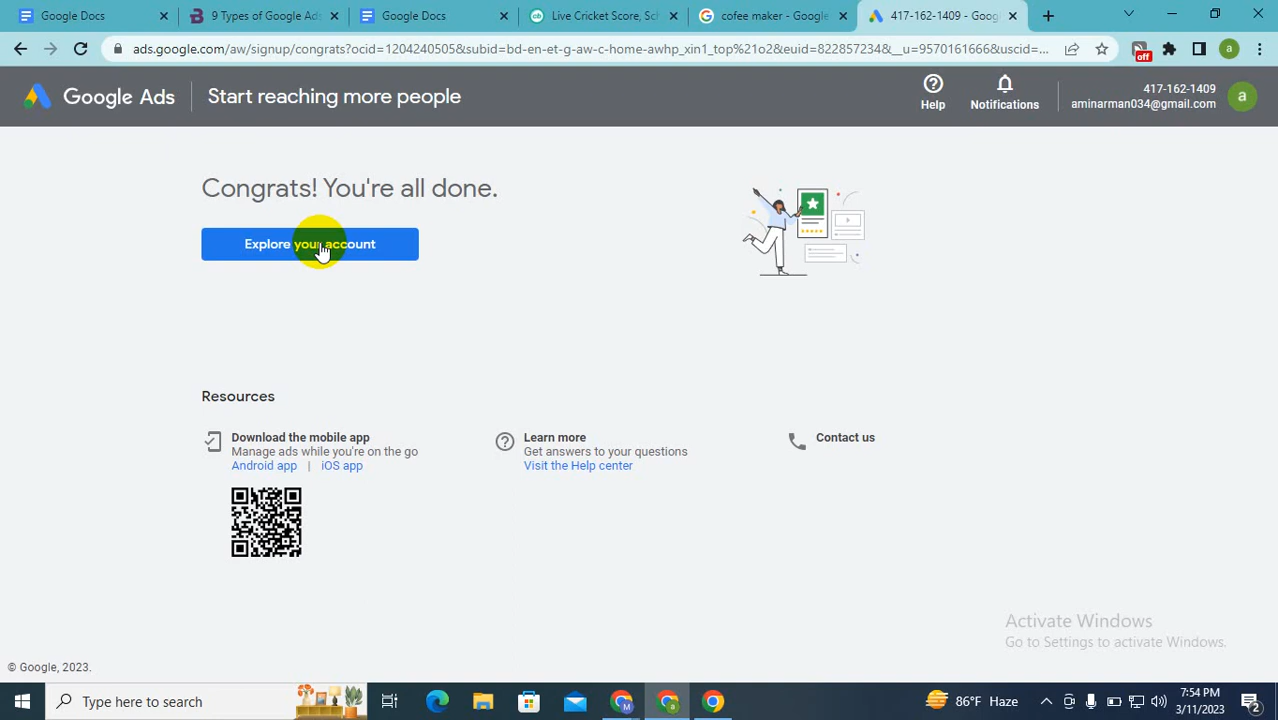 Google Docs
9 Types of Google Ads
Google Docs
Live Cricket Score, Sch
cofee maker - Google
417-162-1409 - Goog
ads.google.com/aw/signup/congrats?ocid=1204240505&subid=bd-en-et-g-aw-c-home-awhp_xin1_top%21o2&euid=822857234&__u=9570161666&uscid=...
off
a
Google Ads
Start reaching more people
Help
Notifications
417-162-1409
aminarman034@gmail.com
a
Congrats! You're all done.
Explore your account
Resources
Download the mobile app
Manage ads while you're on the go
Android app | iOS app
Learn more
Get answers to your questions
Visit the Help center
Contact us
Activate Windows
Go to Settings to activate Windows.
© Google, 2023.
Type here to search
86°F Haze
7:54 PM
3/11/2023
2